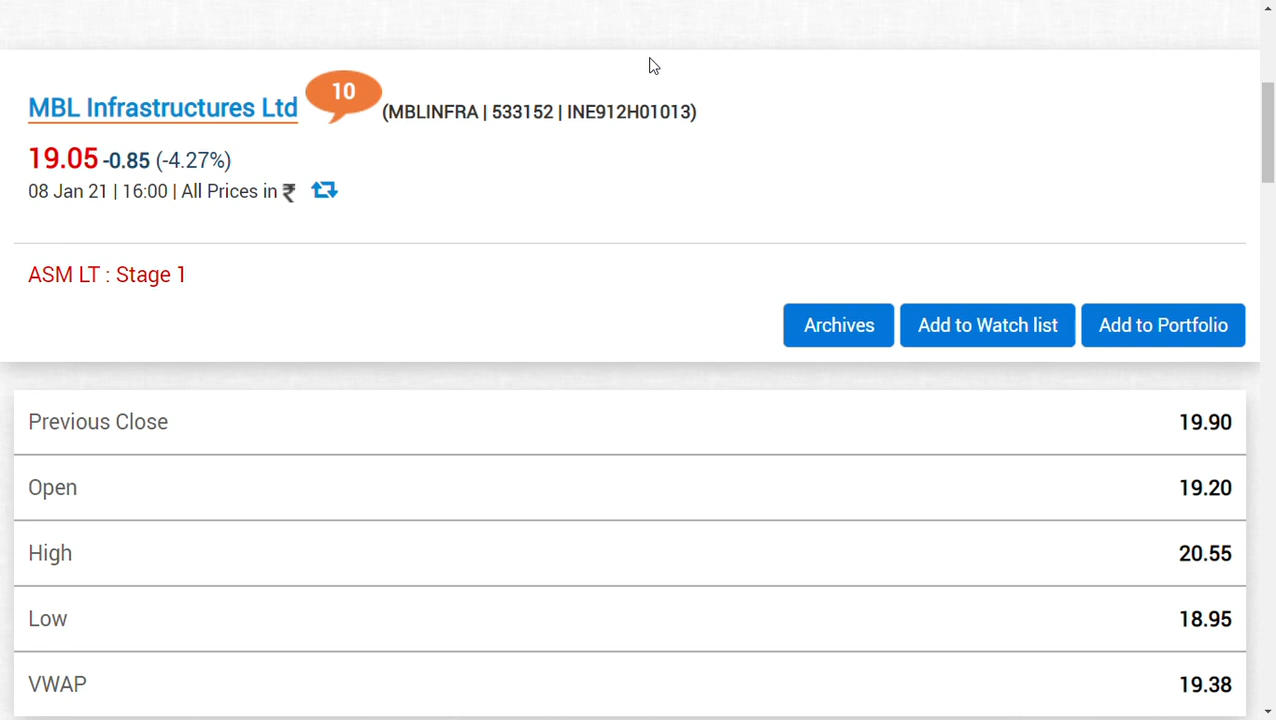 MBL Infrastructures Ltd 10 (MBLINFRA | 533152 | INE912H01013)
19.05 -0.85 (-4.27%)
08 Jan 21 | 16:00 | All Prices in ₹
ASM LT : Stage 1
Archives Add to Watch list Add to Portfolio
Previous Close 19.90
Open 19.20
High 20.55
Low 18.95
VWAP 19.38